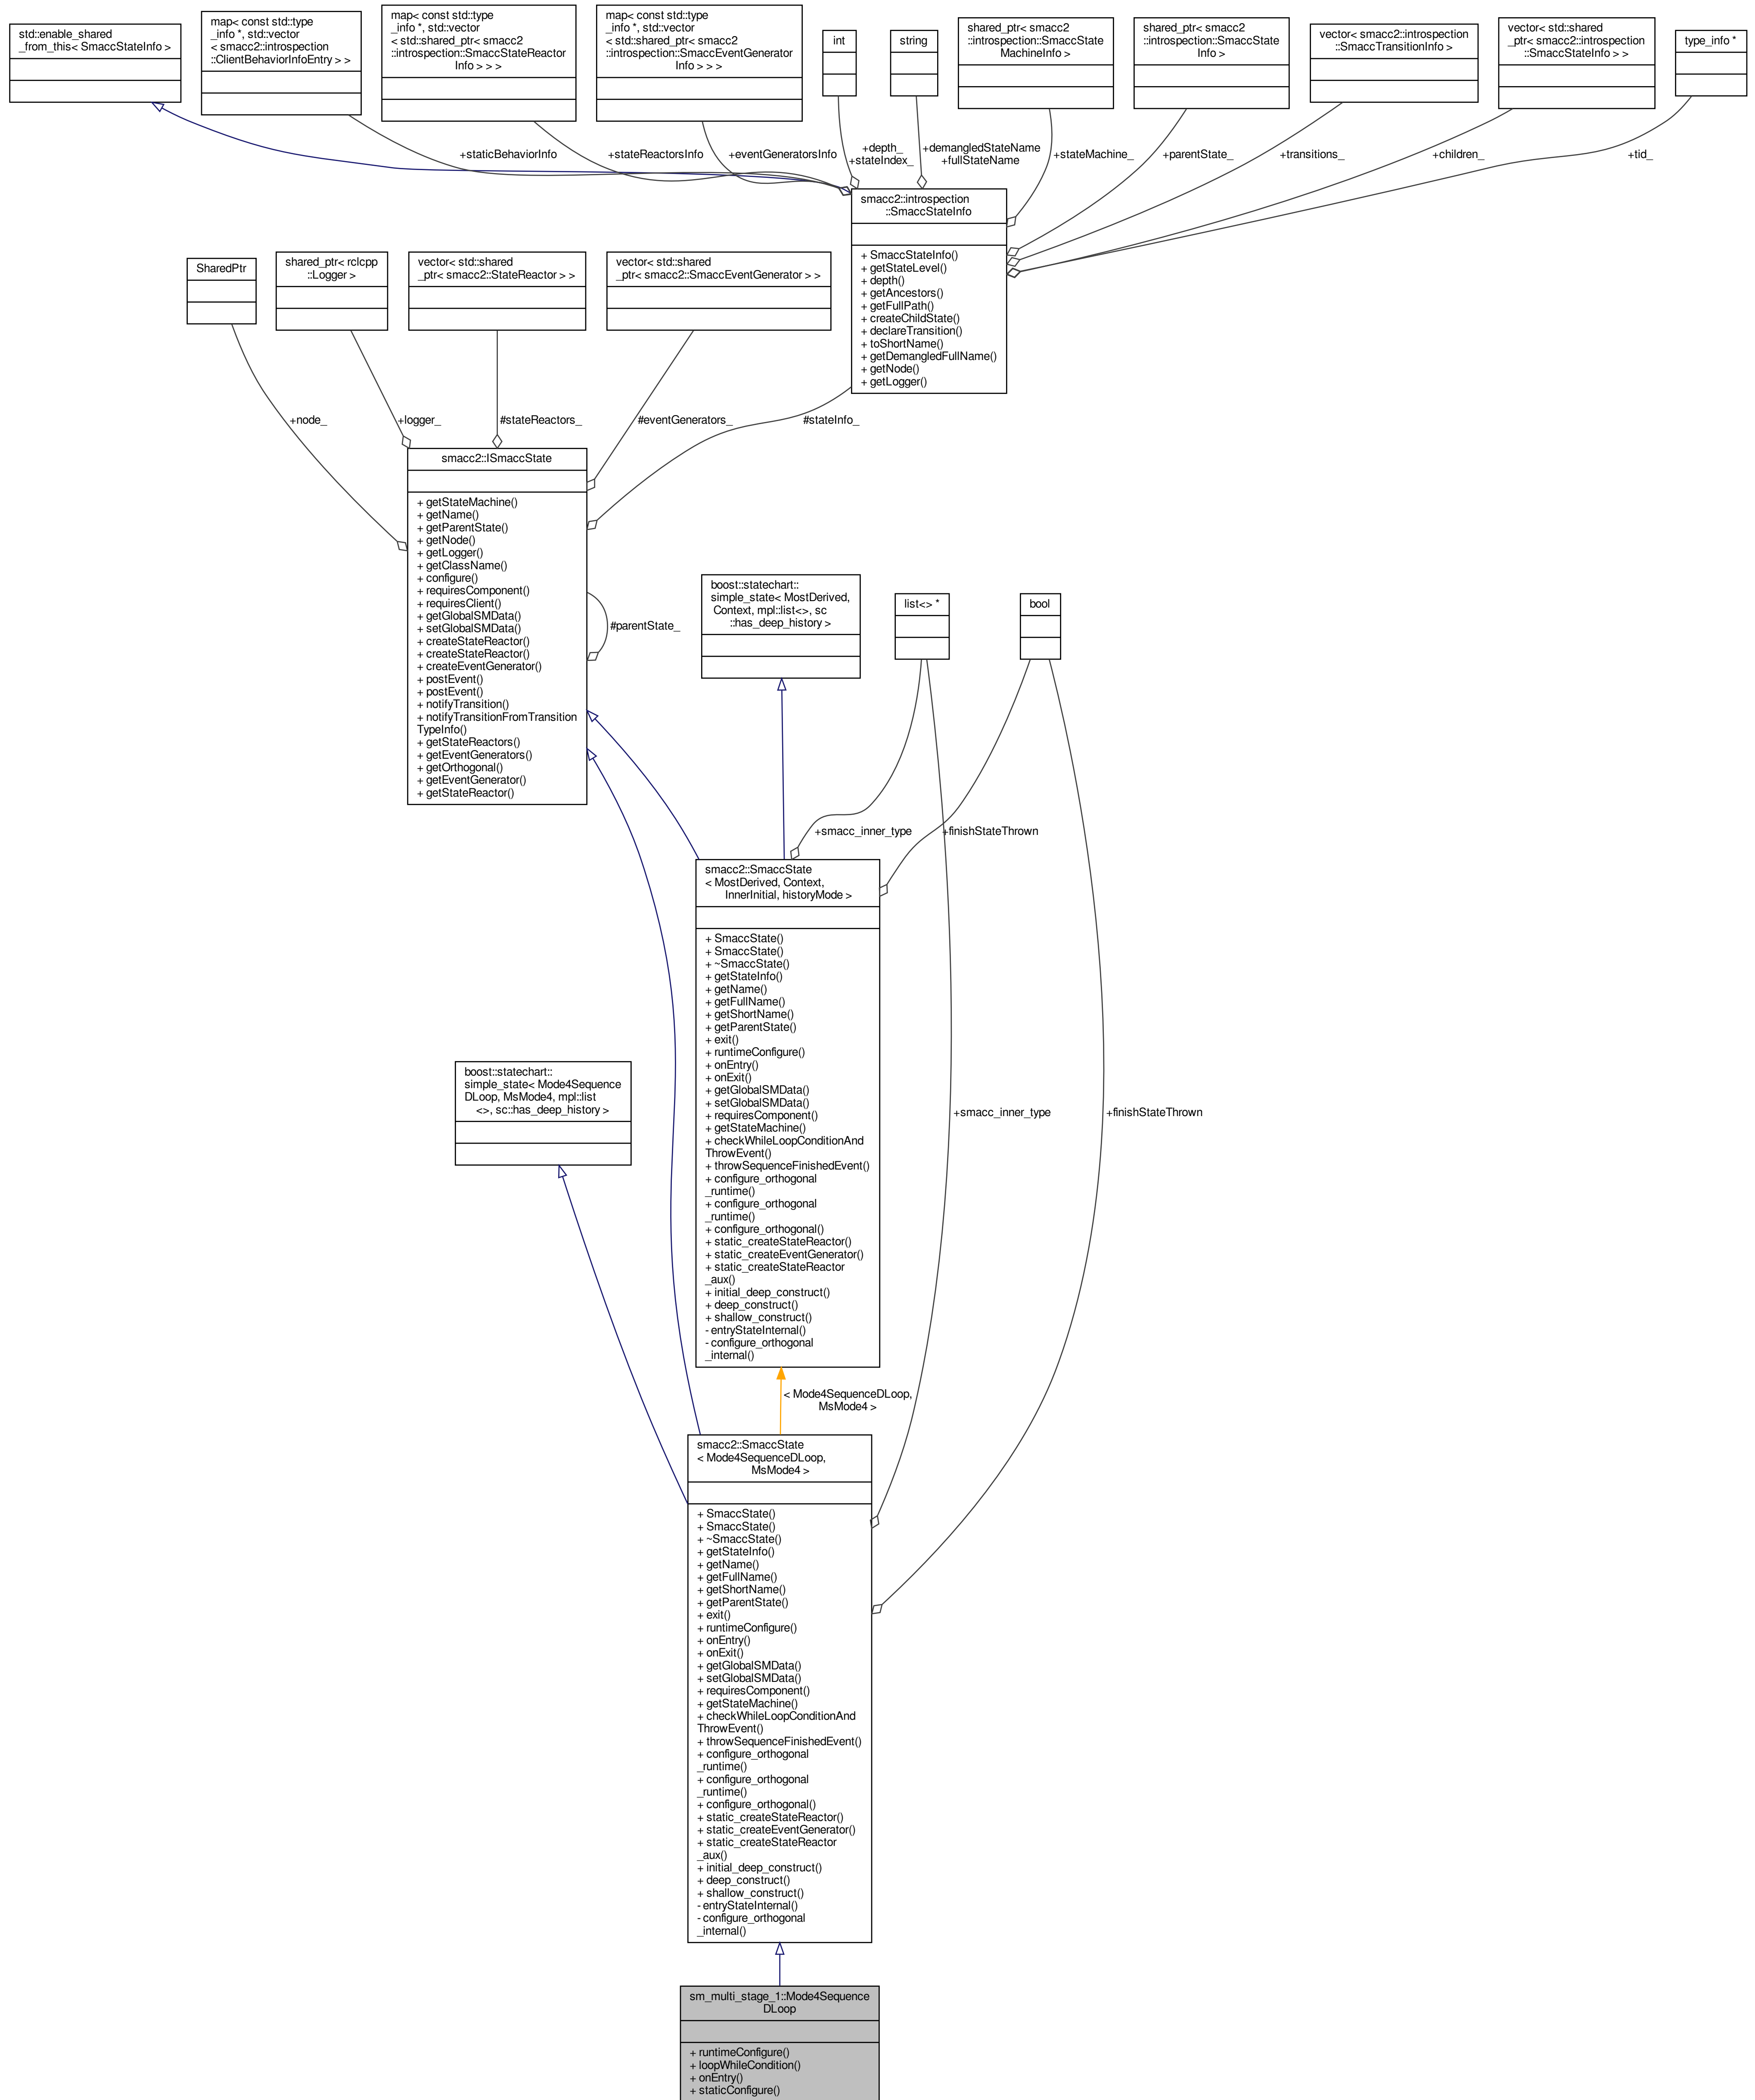 std::enable_shared
_from_this< SmaccStateInfo >
map< const std::type
_info *, std::vector
< smacc2::introspection
::ClientBehaviorInfoEntry > >
map< const std::type
_info *, std::vector
< std::shared_ptr< smacc2
::introspection::SmaccStateReactor
Info > > >
map< const std::type
_info *, std::vector
< std::shared_ptr< smacc2
::introspection::SmaccEventGenerator
Info > > >
int
string
shared_ptr< smacc2
::introspection::SmaccState
MachineInfo >
shared_ptr< smacc2
::introspection::SmaccState
Info >
vector< smacc2::introspection
::SmaccTransitionInfo >
vector< std::shared
_ptr< smacc2::introspection
::SmaccStateInfo > >
type_info *
+staticBehaviorInfo
+stateReactorsInfo
+eventGeneratorsInfo
+depth_
+stateIndex_
+demangledStateName
+fullStateName
+stateMachine_
+parentState_
+transitions_
+children_
+tid_
smacc2::introspection
::SmaccStateInfo
+ SmaccStateInfo()
+ getStateLevel()
+ depth()
+ getAncestors()
+ getFullPath()
+ createChildState()
+ declareTransition()
+ toShortName()
+ getDemangledFullName()
+ getNode()
+ getLogger()
SharedPtr
shared_ptr< rclcpp
::Logger >
vector< std::shared
_ptr< smacc2::StateReactor > >
vector< std::shared
_ptr< smacc2::SmaccEventGenerator > >
+node_
+logger_
#stateReactors_
#eventGenerators_
#stateInfo_
smacc2::ISmaccState
+ getStateMachine()
+ getName()
+ getParentState()
+ getNode()
+ getLogger()
+ getClassName()
+ configure()
+ requiresComponent()
+ requiresClient()
+ getGlobalSMData()
+ setGlobalSMData()
+ createStateReactor()
+ createStateReactor()
+ createEventGenerator()
+ postEvent()
+ postEvent()
+ notifyTransition()
+ notifyTransitionFromTransition
TypeInfo()
+ getStateReactors()
+ getEventGenerators()
+ getOrthogonal()
+ getEventGenerator()
+ getStateReactor()
#parentState_
boost::statechart::
simple_state< MostDerived,
Context, mpl::list<>, sc
::has_deep_history >
list<> *
bool
+smacc_inner_type
+finishStateThrown
smacc2::SmaccState
< MostDerived, Context,
InnerInitial, historyMode >
+ SmaccState()
+ SmaccState()
+ ~SmaccState()
+ getStateInfo()
+ getName()
+ getFullName()
+ getShortName()
+ getParentState()
+ exit()
+ runtimeConfigure()
+ onEntry()
+ onExit()
+ getGlobalSMData()
+ setGlobalSMData()
+ requiresComponent()
+ getStateMachine()
+ checkWhileLoopConditionAnd
ThrowEvent()
+ throwSequenceFinishedEvent()
+ configure_orthogonal
_runtime()
+ configure_orthogonal
_runtime()
+ configure_orthogonal()
+ static_createStateReactor()
+ static_createEventGenerator()
+ static_createStateReactor
_aux()
+ initial_deep_construct()
+ deep_construct()
+ shallow_construct()
- entryStateInternal()
- configure_orthogonal
_internal()
boost::statechart::
simple_state< Mode4Sequence
DLoop, MsMode4, mpl::list
<>, sc::has_deep_history >
+smacc_inner_type
+finishStateThrown
< Mode4SequenceDLoop,
MsMode4 >
smacc2::SmaccState
< Mode4SequenceDLoop,
MsMode4 >
+ SmaccState()
+ SmaccState()
+ ~SmaccState()
+ getStateInfo()
+ getName()
+ getFullName()
+ getShortName()
+ getParentState()
+ exit()
+ runtimeConfigure()
+ onEntry()
+ onExit()
+ getGlobalSMData()
+ setGlobalSMData()
+ requiresComponent()
+ getStateMachine()
+ checkWhileLoopConditionAnd
ThrowEvent()
+ throwSequenceFinishedEvent()
+ configure_orthogonal
_runtime()
+ configure_orthogonal
_runtime()
+ configure_orthogonal()
+ static_createStateReactor()
+ static_createEventGenerator()
+ static_createStateReactor
_aux()
+ initial_deep_construct()
+ deep_construct()
+ shallow_construct()
- entryStateInternal()
- configure_orthogonal
_internal()
sm_multi_stage_1::Mode4Sequence
DLoop
+ runtimeConfigure()
+ loopWhileCondition()
+ onEntry()
+ staticConfigure()